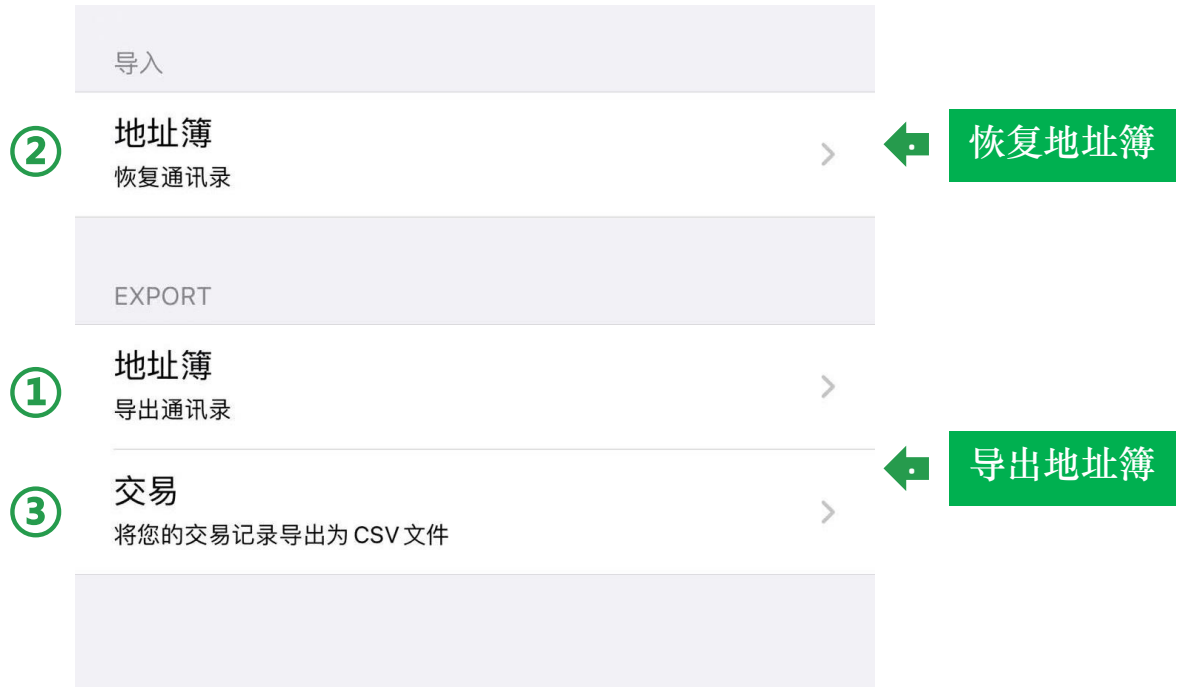 导入
② 地址簿
恢复通讯录
恢复地址簿
EXPORT
① 地址簿
导出通讯录
导出地址簿
③ 交易
将您的交易记录导出为 CSV 文件